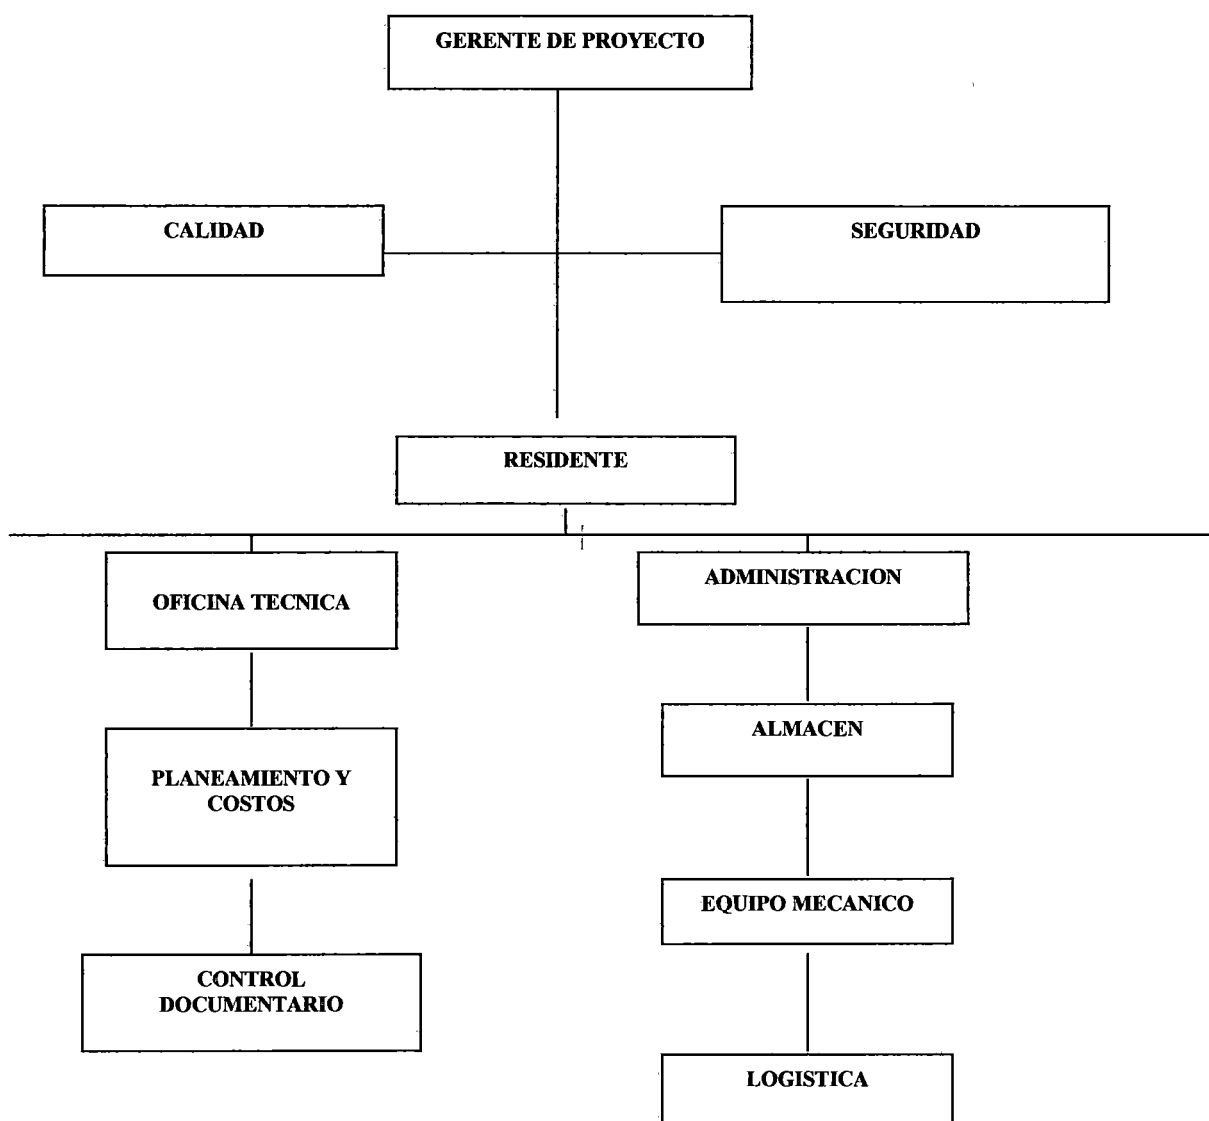 GERENTE DE PROYECTO
CALIDAD
SEGURIDAD
RESIDENTE
OFICINA TECNICA
ADMINISTRACION
ALMACEN
PLANEAMIENTO Y
COSTOS
EQUIPO MECANICO
CONTROL
DOCUMENTARIO
LOGISTICA